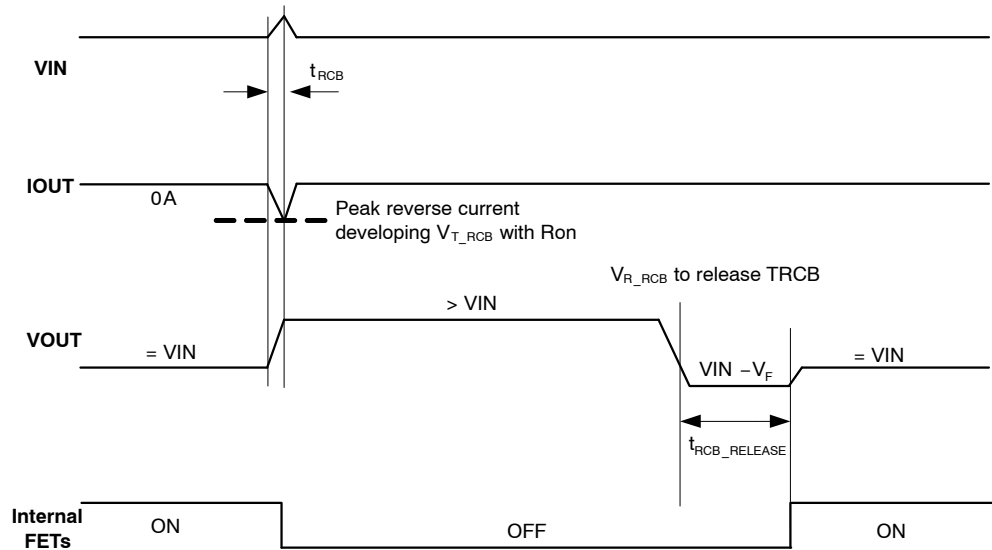 VIN
tRCB
IOUT
0A
Peak reverse current
developing VT_RCB with Ron
VR_RCB to release TRCB
VOUT
= VIN
> VIN
VIN –VF
= VIN
tRCB_RELEASE
Internal
FETs
ON
OFF
ON